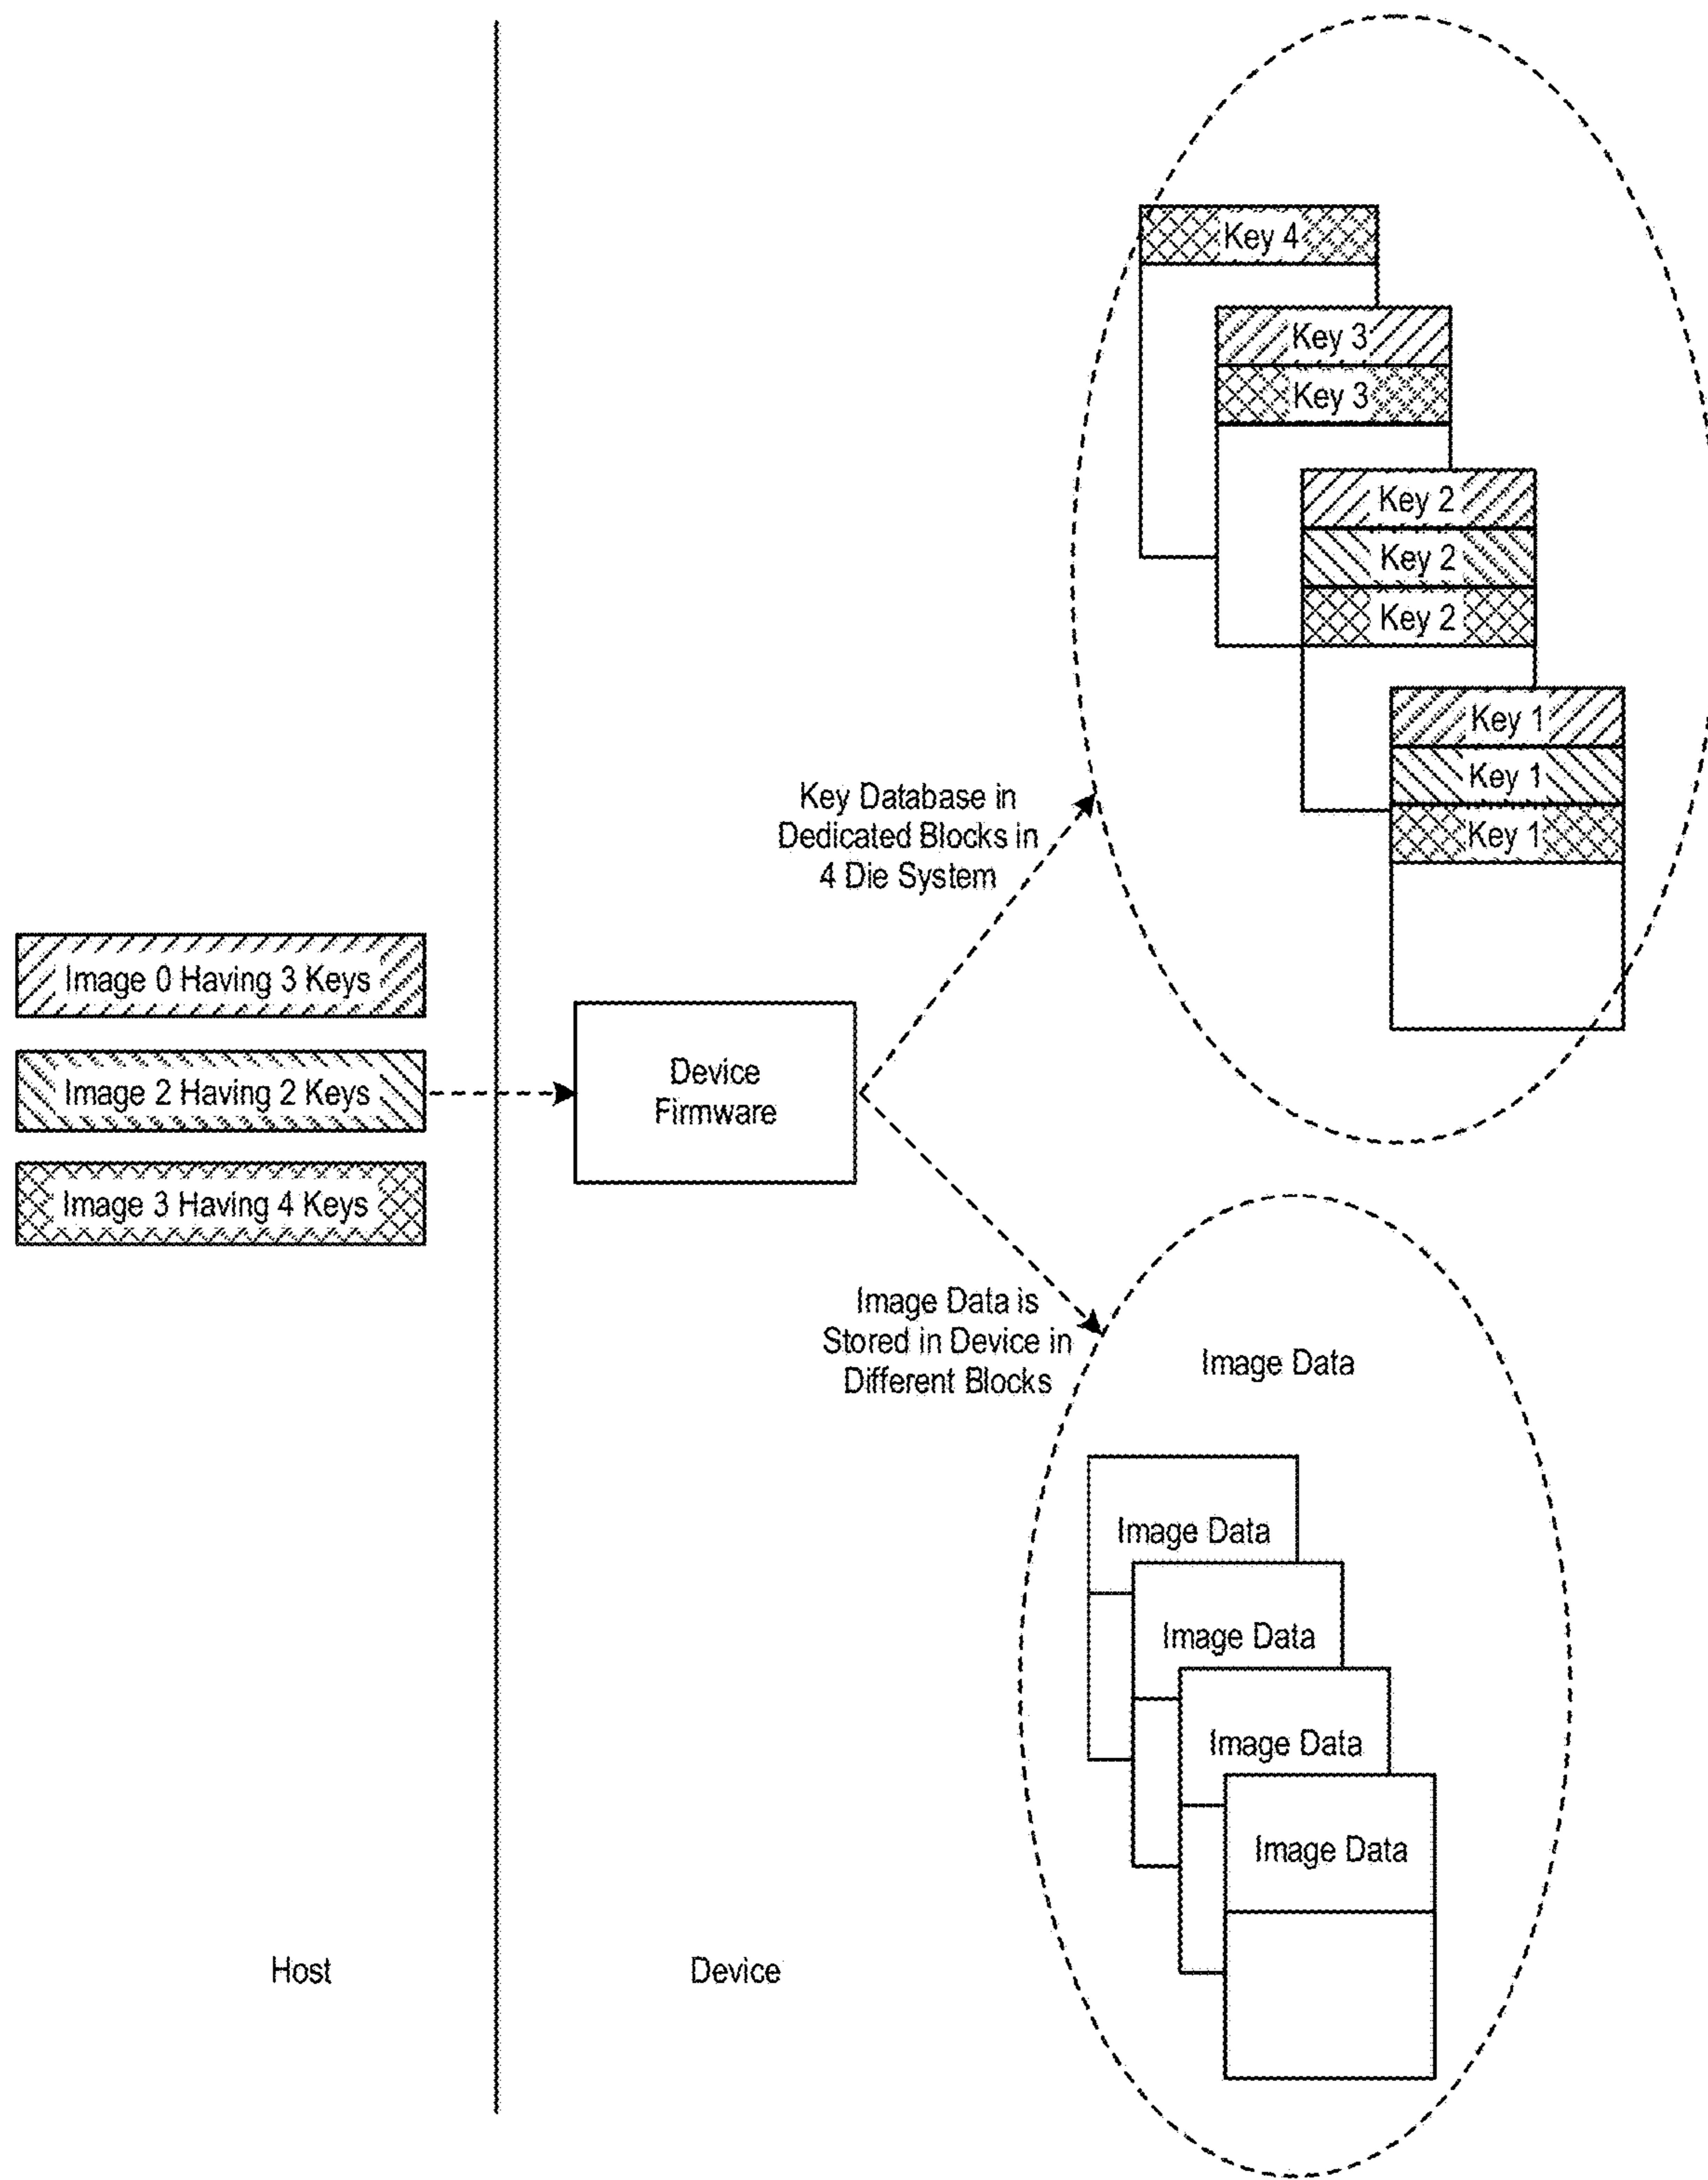 Key 4
Key 3
Key 3
Key 2
Key 2
Key 2
Key 1
Key 1
Key 1
Key Database in
Dedicated Blocks in
4 Die System
Image 0 Having 3 Keys
Image 2 Having 2 Keys
Image 3 Having 4 Keys
Device
Firmware
Image Data is
Stored in Device in
Different Blocks
Image Data
Image Data
Image Data
Image Data
Image Data
Host
Device